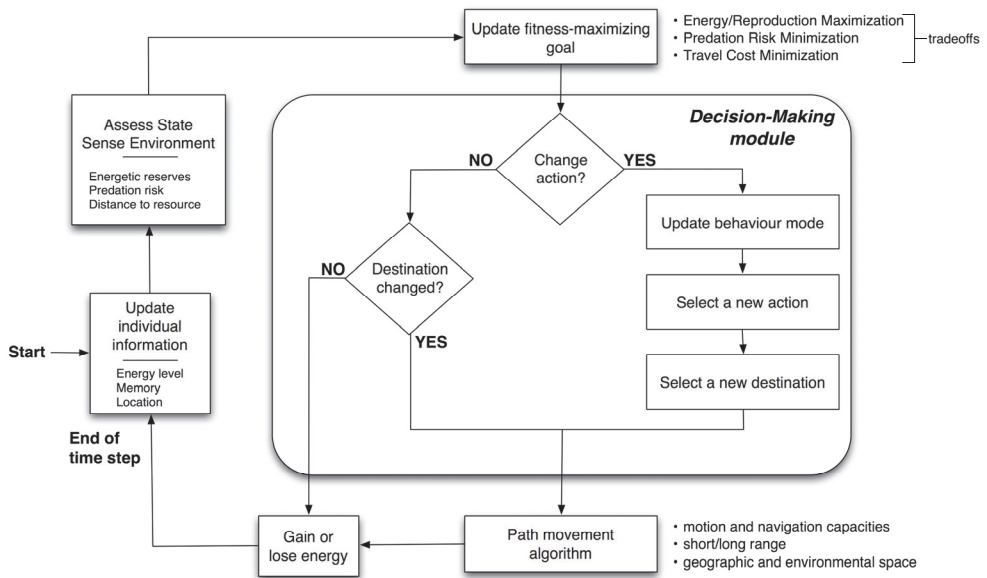 Update fitness-maximizing
goal
• Energy/Reproduction Maximization
• Predation Risk Minimization
• Travel Cost Minimization
tradeoffs
Assess State
Sense Environment
Energetic reserves
Predation risk
Distance to resource
Decision-Making
module
NO
Change
action?
YES
Update behaviour mode
NO
Destination
changed?
YES
Select a new action
Select a new destination
Start
Update
individual
information
Energy level
Memory
Location
End of
time step
Gain or
lose energy
Path movement
algorithm
• motion and navigation capacities
• short/long range
• geographic and environmental space